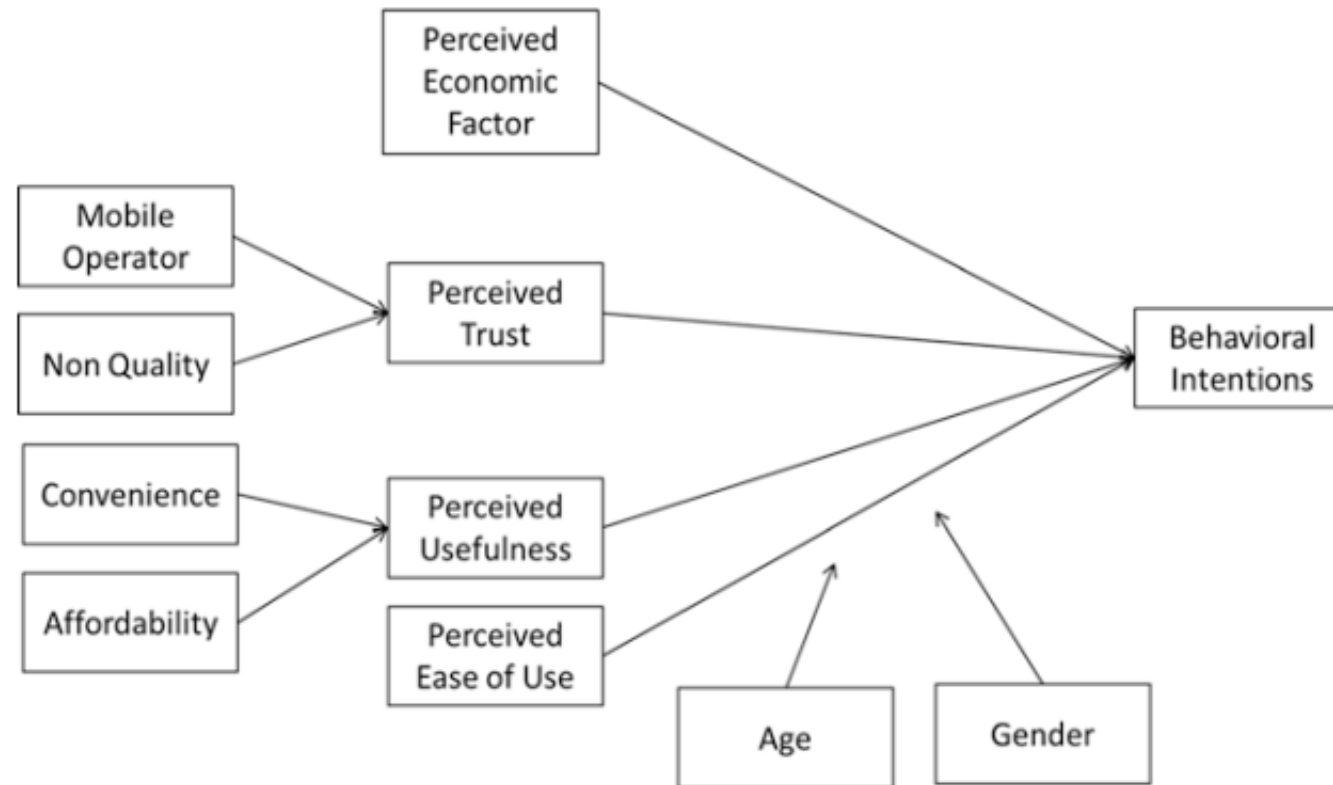 Perceived
Economic
Factor
Mobile
Operator
Perceived
Trust
Non Quality
Behavioral
Intentions
Convenience
Perceived
Usefulness
Affordability
Perceived
Ease of Use
Age
Gender